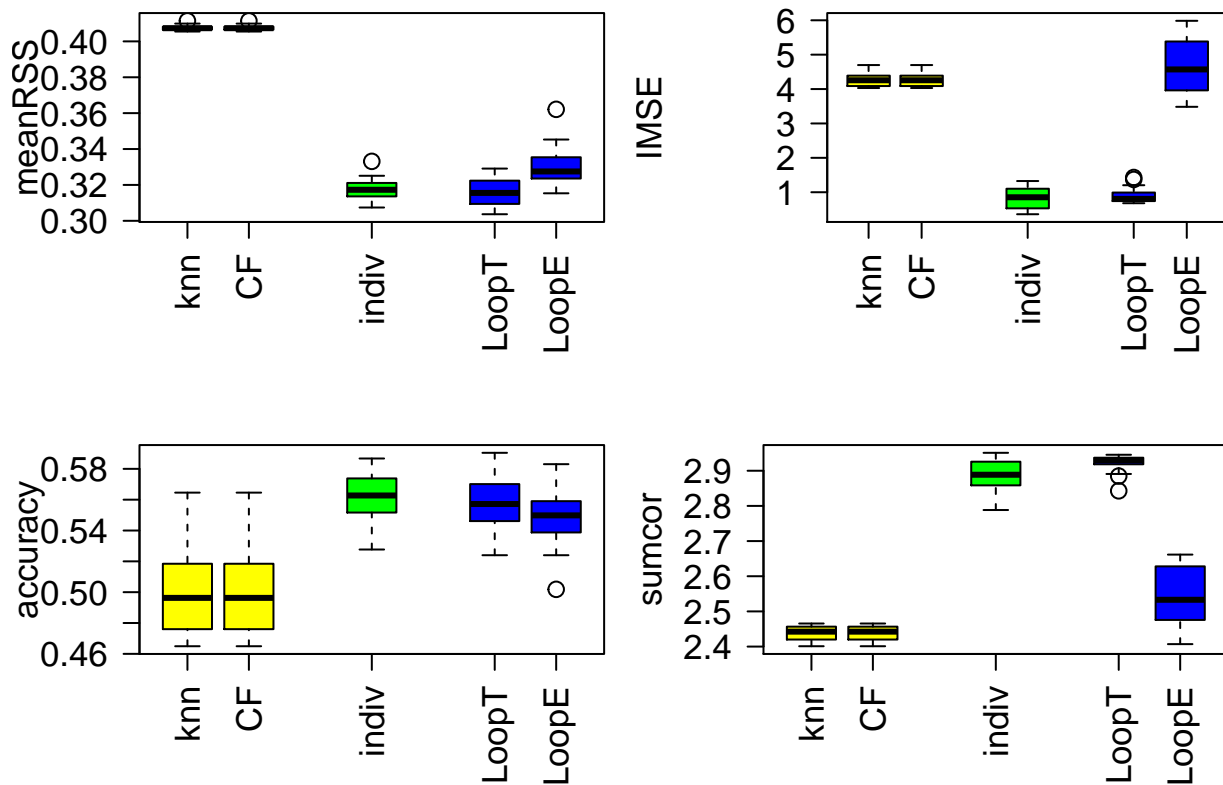 meanRSS
0.40
0.38
0.36
0.34
0.32
0.30
knn
CF
indiv
LoopT
LoopE
IMSE
6
5
4
3
2
1
knn
CF
indiv
LoopT
LoopE
accuracy
0.58
0.54
0.50
0.46
knn
CF
indiv
LoopT
LoopE
sumcor
2.9
2.8
2.7
2.6
2.5
2.4
knn
CF
indiv
LoopT
LoopE